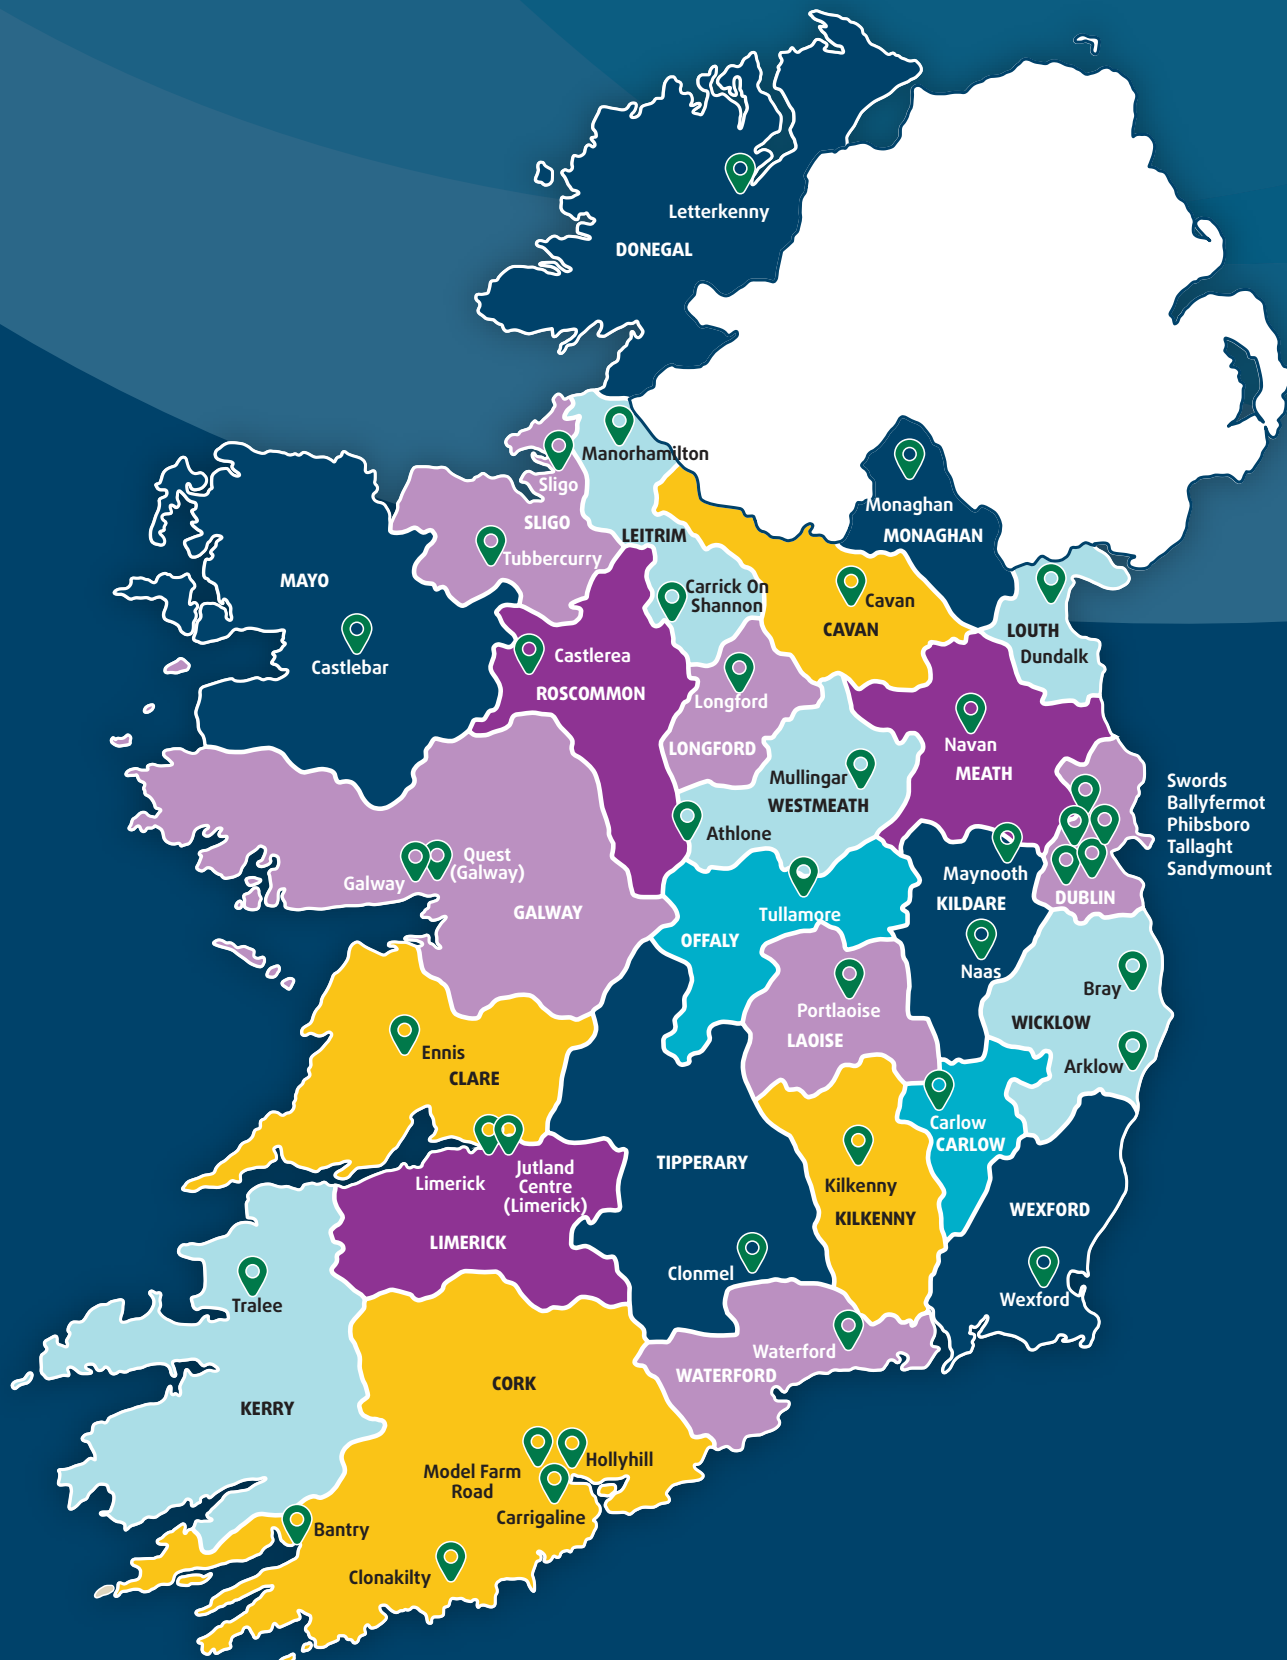 Letterkenny
DONEGAL
Manorhamilton
Sligo
SLIGO
Tubbercurry
LEITRIM
Monaghan
MONAGHAN
MAYO
Castlebar
Carrick On
Shannon
Cavan
CAVAN
LOUTH
Dundalk
Castlerea
ROSCOMMON
Longford
LONGFORD
Navan
MEATH
Mullingar
WESTMEATH
Athlone
Swords
Ballyfermot
Phibsboro
Tallaght
Sandymount
DUBLIN
Galway
Quest
(Galway)
GALWAY
Maynooth
KILDARE
Naas
Tullamore
OFFALY
Portlaoise
LAOISE
Bray
WICKLOW
Arklow
Ennis
CLARE
Carlow
CARLOW
Limerick
Jutland
Centre
(Limerick)
LIMERICK
TIPPERARY
Clonmel
Kilkenny
KILKENNY
WEXFORD
Wexford
Tralee
KERRY
Waterford
WATERFORD
CORK
Model Farm
Road
Hollyhill
Carrigaline
Bantry
Clonakilty